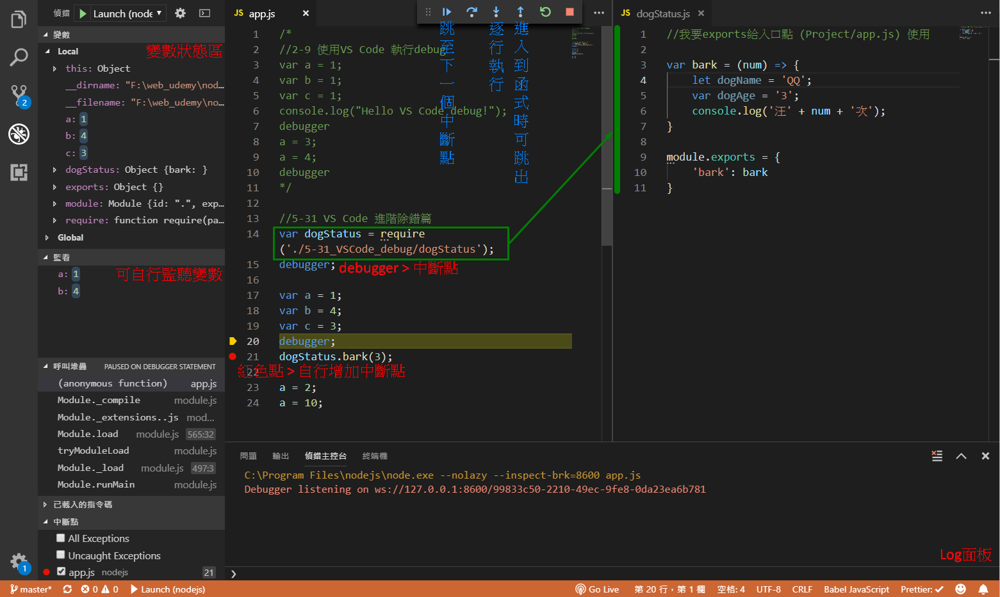 偵錯 Launch (node
變數
Local
變數狀態區
this: Object
__dirname: "F:\web_udemy\nod…
__filename: "F:\web_udemy\no…
a: 1
b: 4
c: 3
dogStatus: Object {bark: }
exports: Object {}
module: Module {id: ".", exp…
require: function require(pa…
Global
監看
a: 1
可自行監聽變數
b: 4
呼叫堆疊 PAUSED ON DEBUGGER STATEMENT
(anonymous function) app.js
Module._compile module.js
Module._extensions..js mod…
Module.load module.js 565:32
tryModuleLoad module.js
Module._load module.js 497:3
Module.runMain module.js
已載入的指令碼
中斷點
All Exceptions
Uncaught Exceptions
app.js nodejs 21
2
1
JS app.js
跳至下一個中斷點
逐行執行
進入到函式時可跳出
1 /*
2 //2-9 使用VS Code 執行debug
3 var a = 1;
4 var b = 1;
5 var c = 1;
6 console.log("Hello VS Code debug!");
7 debugger
8 a = 3;
9 a = 4;
10 debugger
11 */
12
13 //5-31 VS Code 進階除錯篇
14 var dogStatus = require
('./5-31_VSCode_debug/dogStatus');
15 debugger; debugger > 中斷點
16
17 var a = 1;
18 var b = 4;
19 var c = 3;
20 debugger;
21 dogStatus.bark(3);
22
紅色點 > 自行增加中斷點
23 a = 2;
24 a = 10;
JS dogStatus.js
1 //我要exports給入口點 (Project/app.js) 使用
2
3 var bark = (num) => {
4 let dogName = 'QQ';
5 var dogAge = '3';
6 console.log('汪' + num + '次');
7 }
8
9 module.exports = {
10 'bark': bark
11 }
問題 輸出 偵錯主控台 終端機
C:\Program Files\nodejs\node.exe --nolazy --inspect-brk=8600 app.js
Debugger listening on ws://127.0.0.1:8600/99833c50-2210-49ec-9fe8-0da23ea6b781
Log面板
master* 0 0 Launch (nodejs) Go Live 第 20 行，第 1 欄 空格: 4 UTF-8 CRLF Babel JavaScript Prettier: ✓